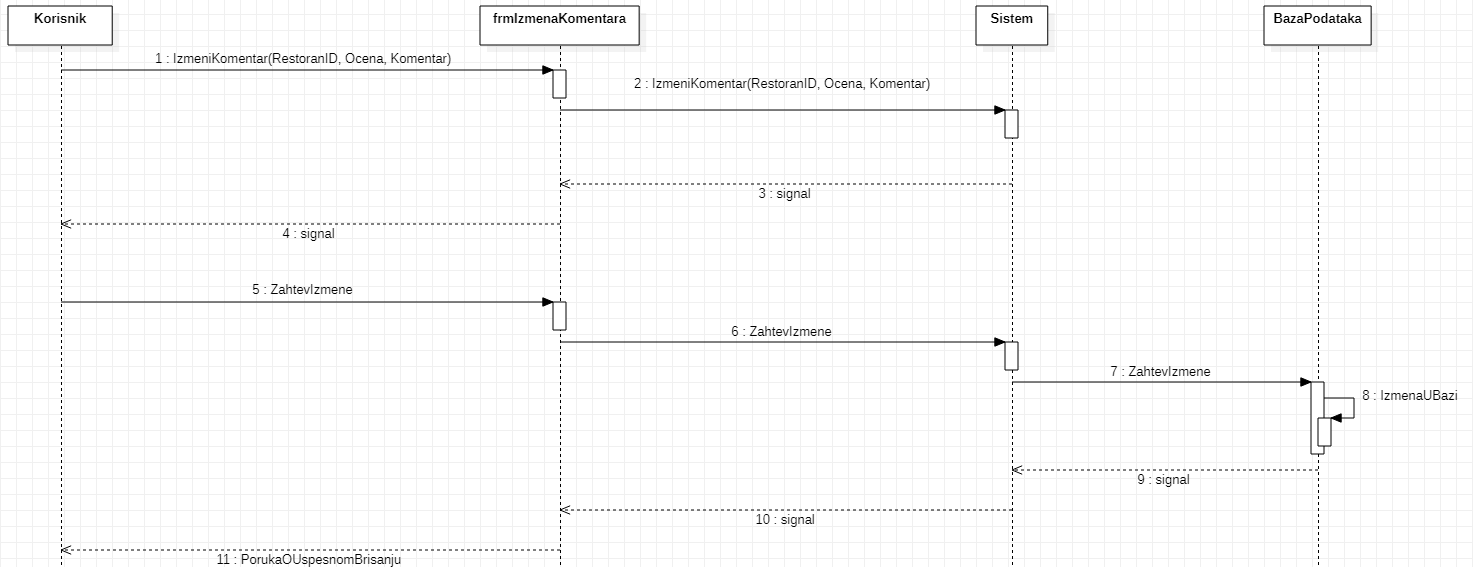 Korisnik
frmIzmenaKomentara
Sistem
BazaPodataka
1 : IzmeniKomentar(RestoranID, Ocena, Komentar)
2 : IzmeniKomentar(RestoranID, Ocena, Komentar)
3 : signal
4 : signal
5 : ZahtevIzmene
6 : ZahtevIzmene
7 : ZahtevIzmene
8 : IzmenaUBazi
9 : signal
10 : signal
11 : PorukaOUspesnomBrisanju